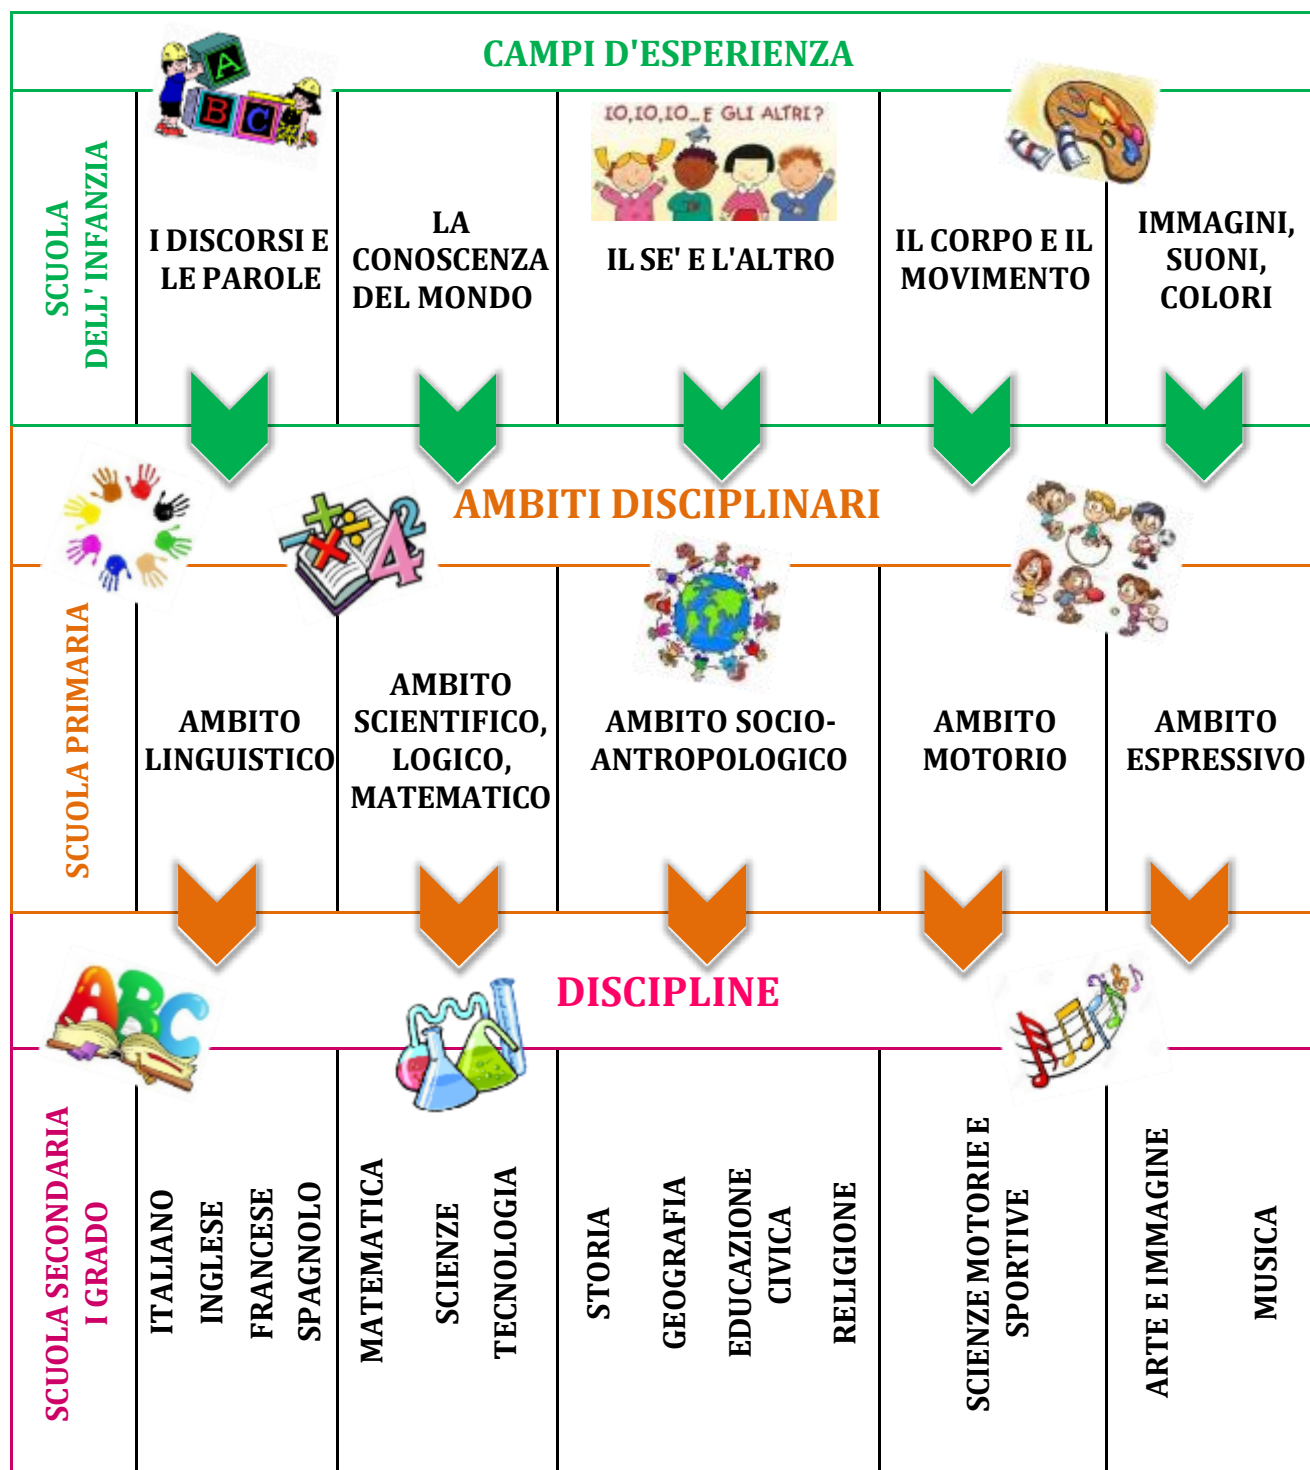 CAMPI D'ESPERIENZA
SCUOLA
DELL' INFANZIA
A
B C
I DISCORSI E
LE PAROLE
LA
CONOSCENZA
DEL MONDO
IO,IO,IO...E GLI ALTRI?
IL SE' E L'ALTRO
IL CORPO E IL
MOVIMENTO
IMMAGINI,
SUONI,
COLORI
AMBITI DISCIPLINARI
4 2
SCUOLA PRIMARIA
AMBITO
LINGUISTICO
AMBITO
SCIENTIFICO,
LOGICO,
MATEMATICO
AMBITO SOCIO-
ANTROPOLOGICO
AMBITO
MOTORIO
AMBITO
ESPRESSIVO
DISCIPLINE
ABC
SCUOLA SECONDARIA
I GRADO
ITALIANO
INGLESE
FRANCESE
SPAGNOLO
MATEMATICA
SCIENZE
TECNOLOGIA
STORIA
GEOGRAFIA
EDUCAZIONE
CIVICA
RELIGIONE
SCIENZE MOTORIE E
SPORTIVE
ARTE E IMMAGINE
MUSICA